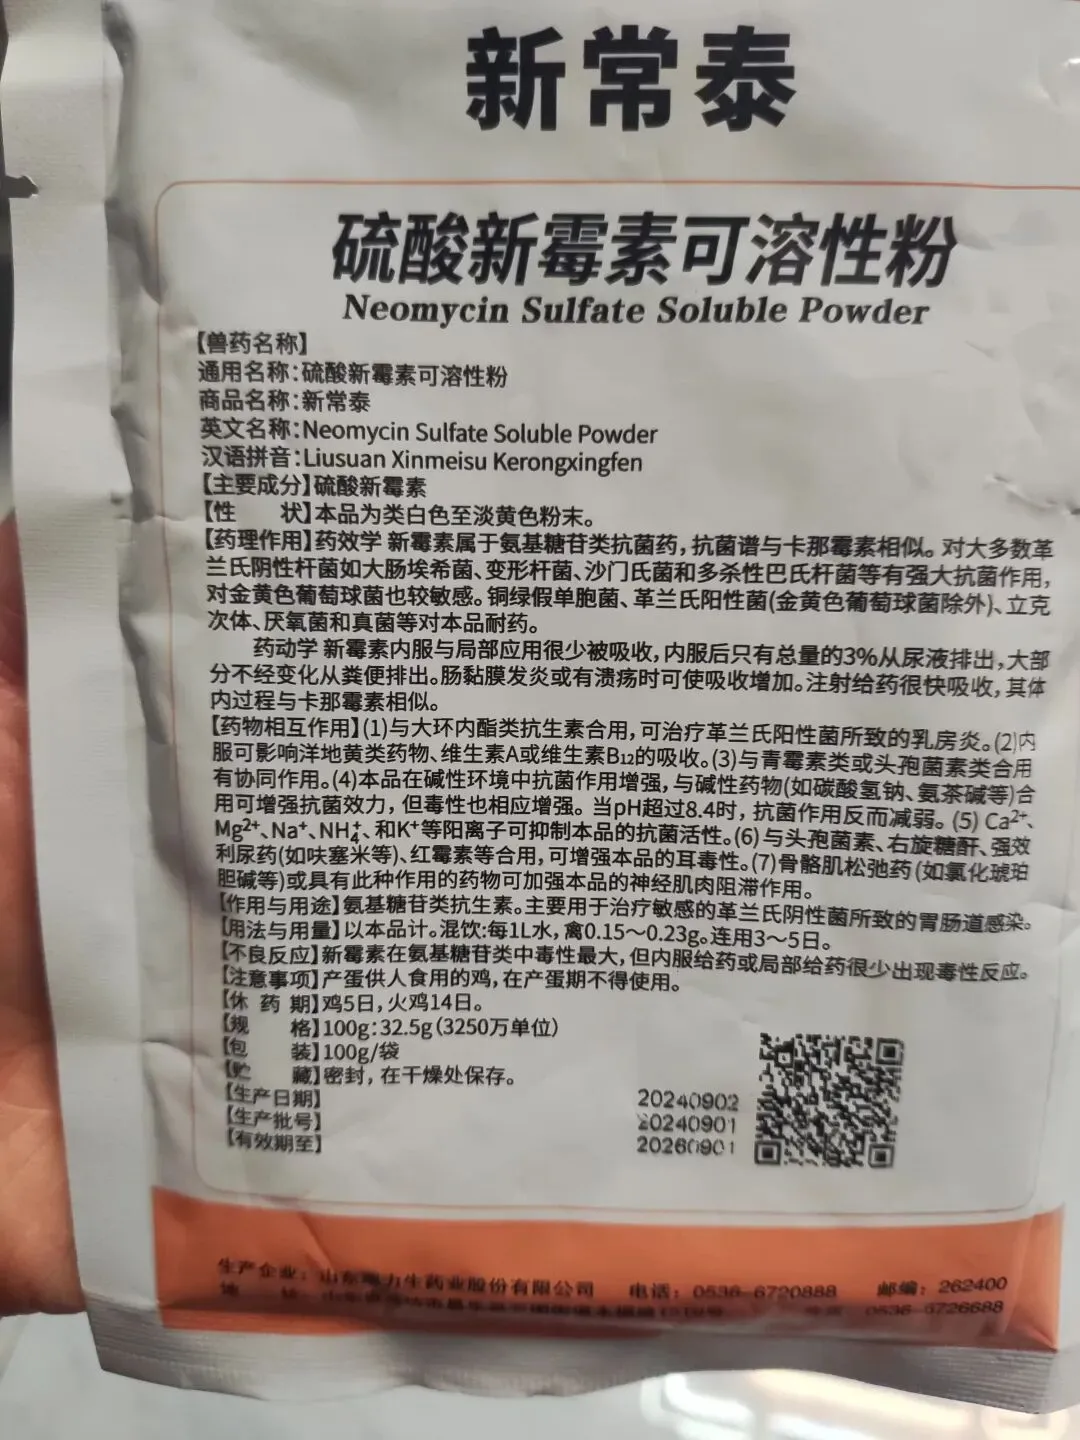 新常泰
硫酸新霉素可溶性粉
Neomycin Sulfate Soluble Powder
【兽药名称】
通用名称:硫酸新霉素可溶性粉
商品名称:新常泰
英文名称:Neomycin Sulfate Soluble Powder
汉语拼音:Liusuan Xinmeisu Kerongxingfen
【主要成分】硫酸新霉素
【性 状】本品为类白色至淡黄色粉末。
【药理作用】药效学 新霉素属于氨基糖苷类抗菌药,抗菌谱与卡那霉素相似。对大多数革
兰氏阴性杆菌如大肠埃希菌、变形杆菌、沙门氏菌和多杀性巴氏杆菌等有强大抗菌作用,
对金黄色葡萄球菌也较敏感。铜绿假单胞菌、革兰氏阳性菌(金黄色葡萄球菌除外)、立克
次体、厌氧菌和真菌等对本品耐药。
药动学 新霉素内服与局部应用很少被吸收,内服后只有总量的3%从尿液排出,大部
分不经变化从粪便排出。肠黏膜发炎或有溃疡时可使吸收增加。注射给药很快吸收,其体
内过程与卡那霉素相似。
【药物相互作用】(1)与大环内酯类抗生素合用,可治疗革兰氏阳性菌所致的乳房炎。(2)内
服可影响洋地黄类药物、维生素A或维生素B₁₂的吸收。(3)与青霉素类或头孢菌素类合用
有协同作用。(4)本品在碱性环境中抗菌作用增强,与碱性药物(如碳酸氢钠、氨茶碱等)合
用可增强抗菌效力,但毒性也相应增强。当pH超过8.4时,抗菌作用反而减弱。(5) Ca²⁺、
Mg²⁺、Na⁺、NH₄⁺、和K⁺等阳离子可抑制本品的抗菌活性。(6)与头孢菌素、右旋糖酐、强效
利尿药(如呋塞米等)、红霉素等合用,可增强本品的耳毒性。(7)骨骼肌松弛药(如氯化琥珀
胆碱等)或具有此种作用的药物可加强本品的神经肌肉阻滞作用。
【作用与用途】氨基糖苷类抗生素。主要用于治疗敏感的革兰氏阴性菌所致的胃肠道感染。
【用法与用量】以本品计。混饮:每1L水,禽0.15~0.23g。连用3~5日。
【不良反应】新霉素在氨基糖苷类中毒性最大,但内服给药或局部给药很少出现毒性反应。
【注意事项】产蛋供人食用的鸡,在产蛋期不得使用。
【休 药 期】鸡5日,火鸡14日。
【规 格】100g:32.5g(3250万单位)
【包 装】100g/袋
【贮 藏】密封,在干燥处保存。
【生产日期】 20240902
【生产批号】 20240901
【有效期至】 20260901
生产企业:山东 力生药业股份有限公司 电话:0536-6720888 邮编:262400
0536-6726688